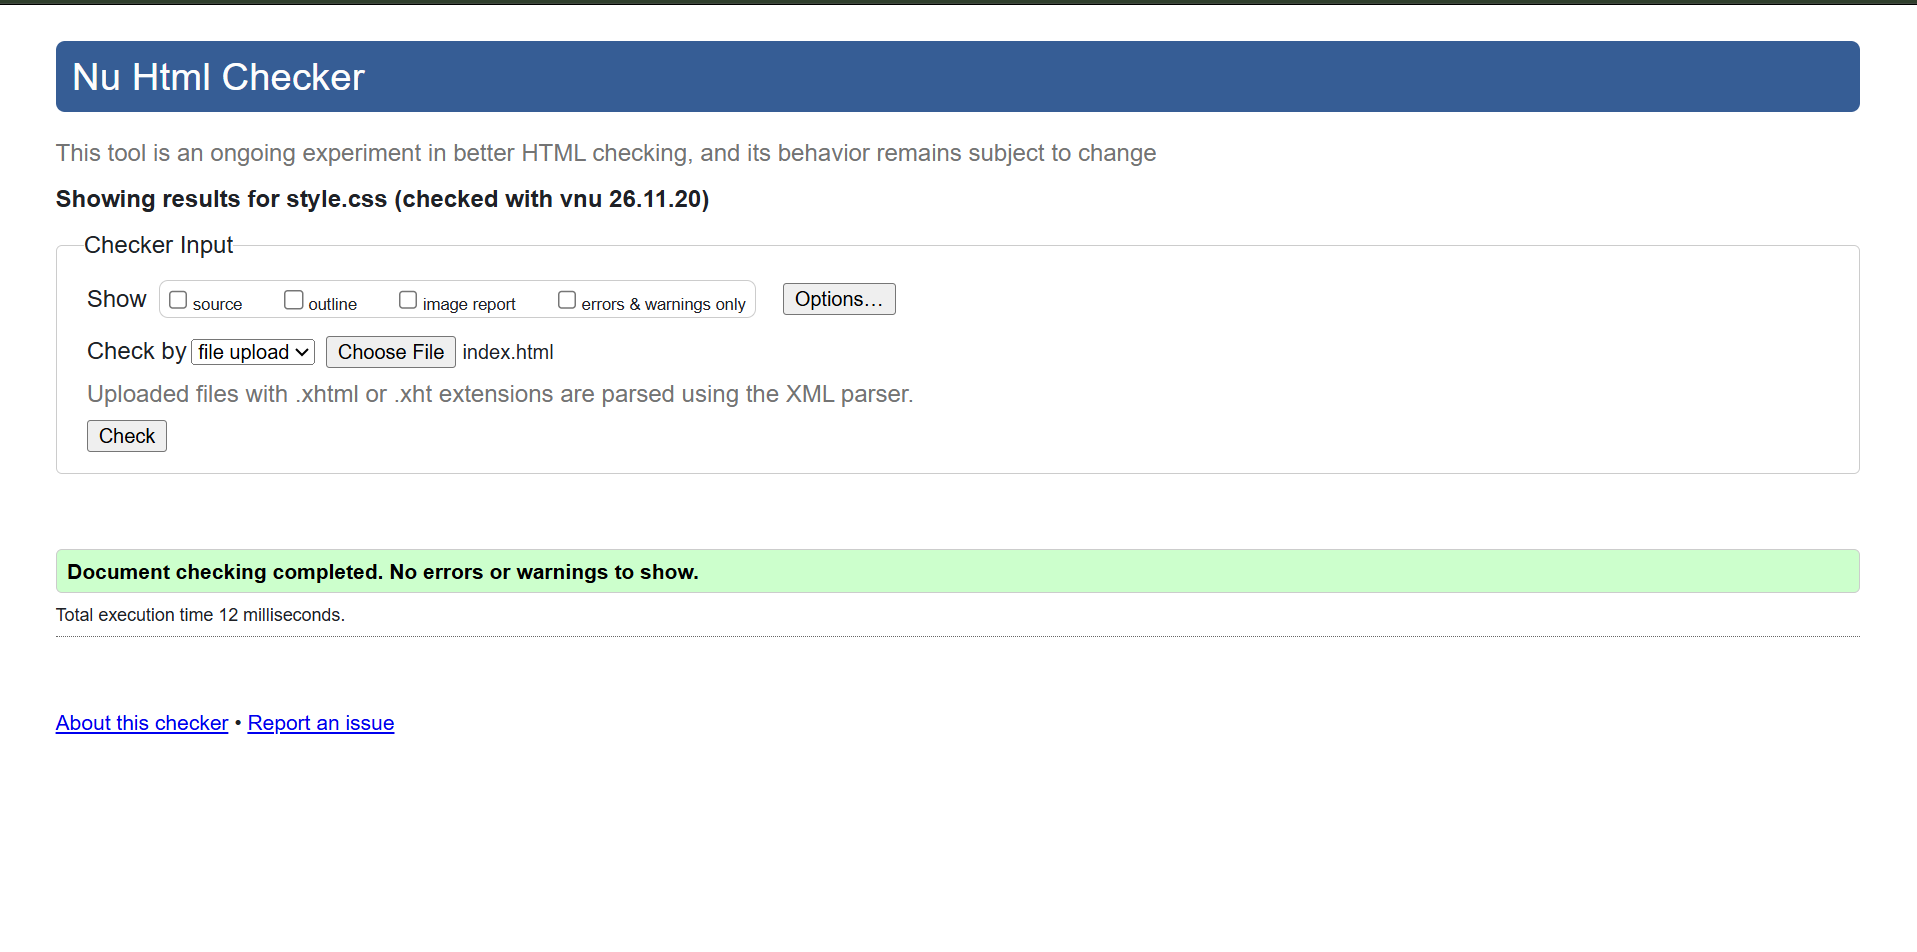 Nu Html Checker
This tool is an ongoing experiment in better HTML checking, and its behavior remains subject to change
Showing results for style.css (checked with vnu 26.11.20)
Checker Input
Show source outline image report errors & warnings only Options…
Check by file upload Choose File index.html
Uploaded files with .xhtml or .xht extensions are parsed using the XML parser.
Check
Document checking completed. No errors or warnings to show.
Total execution time 12 milliseconds.
About this checker • Report an issue